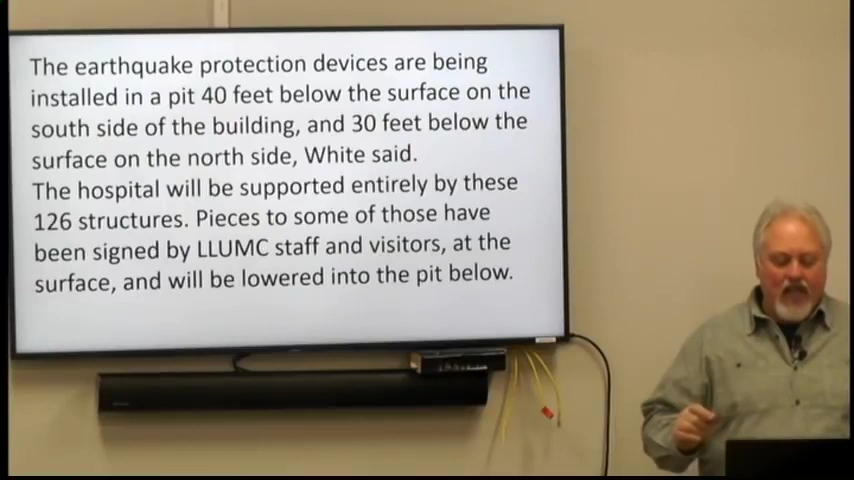 The earthquake protection devices are being
installed in a pit 40 feet below the surface on the
south side of the building, and 30 feet below the
surface on the north side, White said.
The hospital will be supported entirely by these
126 structures. Pieces to some of those have
been signed by LLUMC staff and visitors, at the
surface, and will be lowered into the pit below.